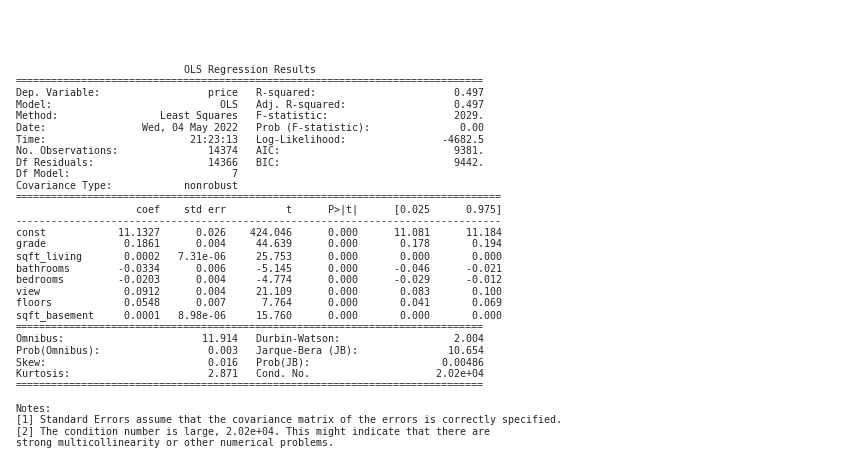 OLS Regression Results
==============================================================================
Dep. Variable: price R-squared: 0.497
Model: OLS Adj. R-squared: 0.497
Method: Least Squares F-statistic: 2029.
Date: Wed, 04 May 2022 Prob (F-statistic): 0.00
Time: 21:23:13 Log-Likelihood: -4682.5
No. Observations: 14374 AIC: 9381.
Df Residuals: 14366 BIC: 9442.
Df Model: 7
Covariance Type: nonrobust
=================================================================================
coef std err t P>|t| [0.025 0.975]
---------------------------------------------------------------------------------
const 11.1327 0.026 424.046 0.000 11.081 11.184
grade 0.1861 0.004 44.639 0.000 0.178 0.194
sqft_living 0.0002 7.31e-06 25.753 0.000 0.000 0.000
bathrooms -0.0334 0.006 -5.145 0.000 -0.046 -0.021
bedrooms -0.0203 0.004 -4.774 0.000 -0.029 -0.012
view 0.0912 0.004 21.109 0.000 0.083 0.100
floors 0.0548 0.007 7.764 0.000 0.041 0.069
sqft_basement 0.0001 8.98e-06 15.760 0.000 0.000 0.000
==============================================================================
Omnibus: 11.914 Durbin-Watson: 2.004
Prob(Omnibus): 0.003 Jarque-Bera (JB): 10.654
Skew: 0.016 Prob(JB): 0.00486
Kurtosis: 2.871 Cond. No. 2.02e+04
==============================================================================
Notes:
[1] Standard Errors assume that the covariance matrix of the errors is correctly specified.
[2] The condition number is large, 2.02e+04. This might indicate that there are
strong multicollinearity or other numerical problems.